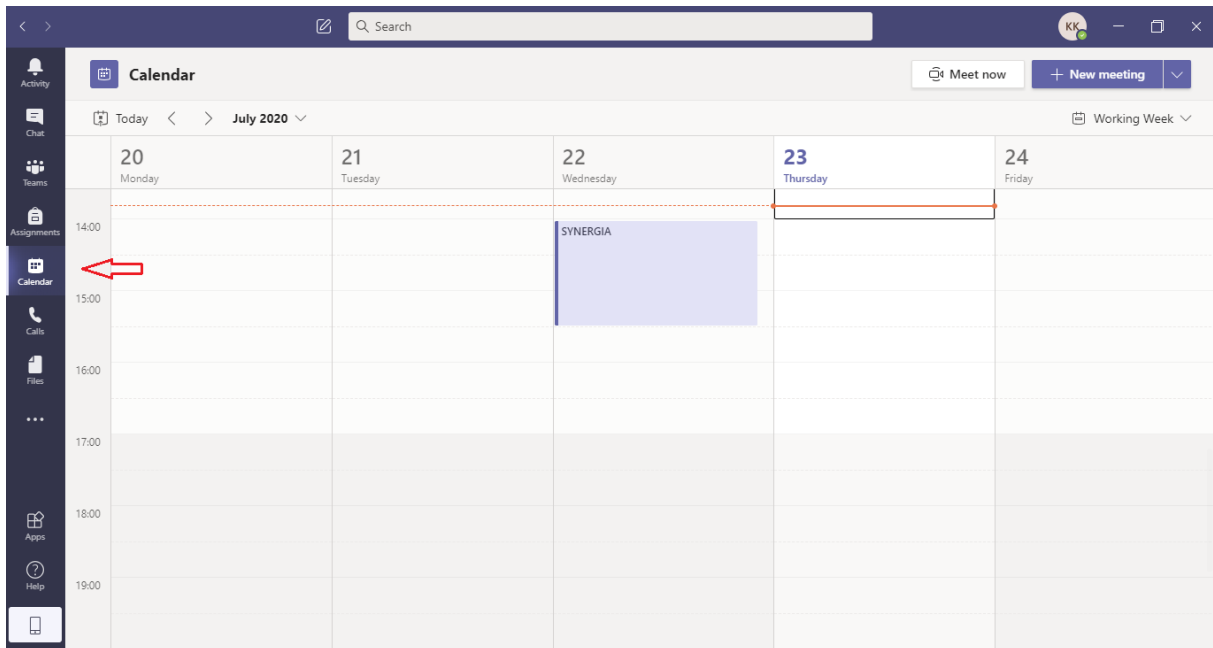 Search
KK
Activity
Calendar
Meet now
New meeting
Chat
Today
July 2020
Working Week
Teams
20
Monday
21
Tuesday
22
Wednesday
23
Thursday
24
Friday
Assignments
14:00
SYNERGIA
Calendar
15:00
Calls
16:00
Files
17:00
18:00
Apps
Help
19:00